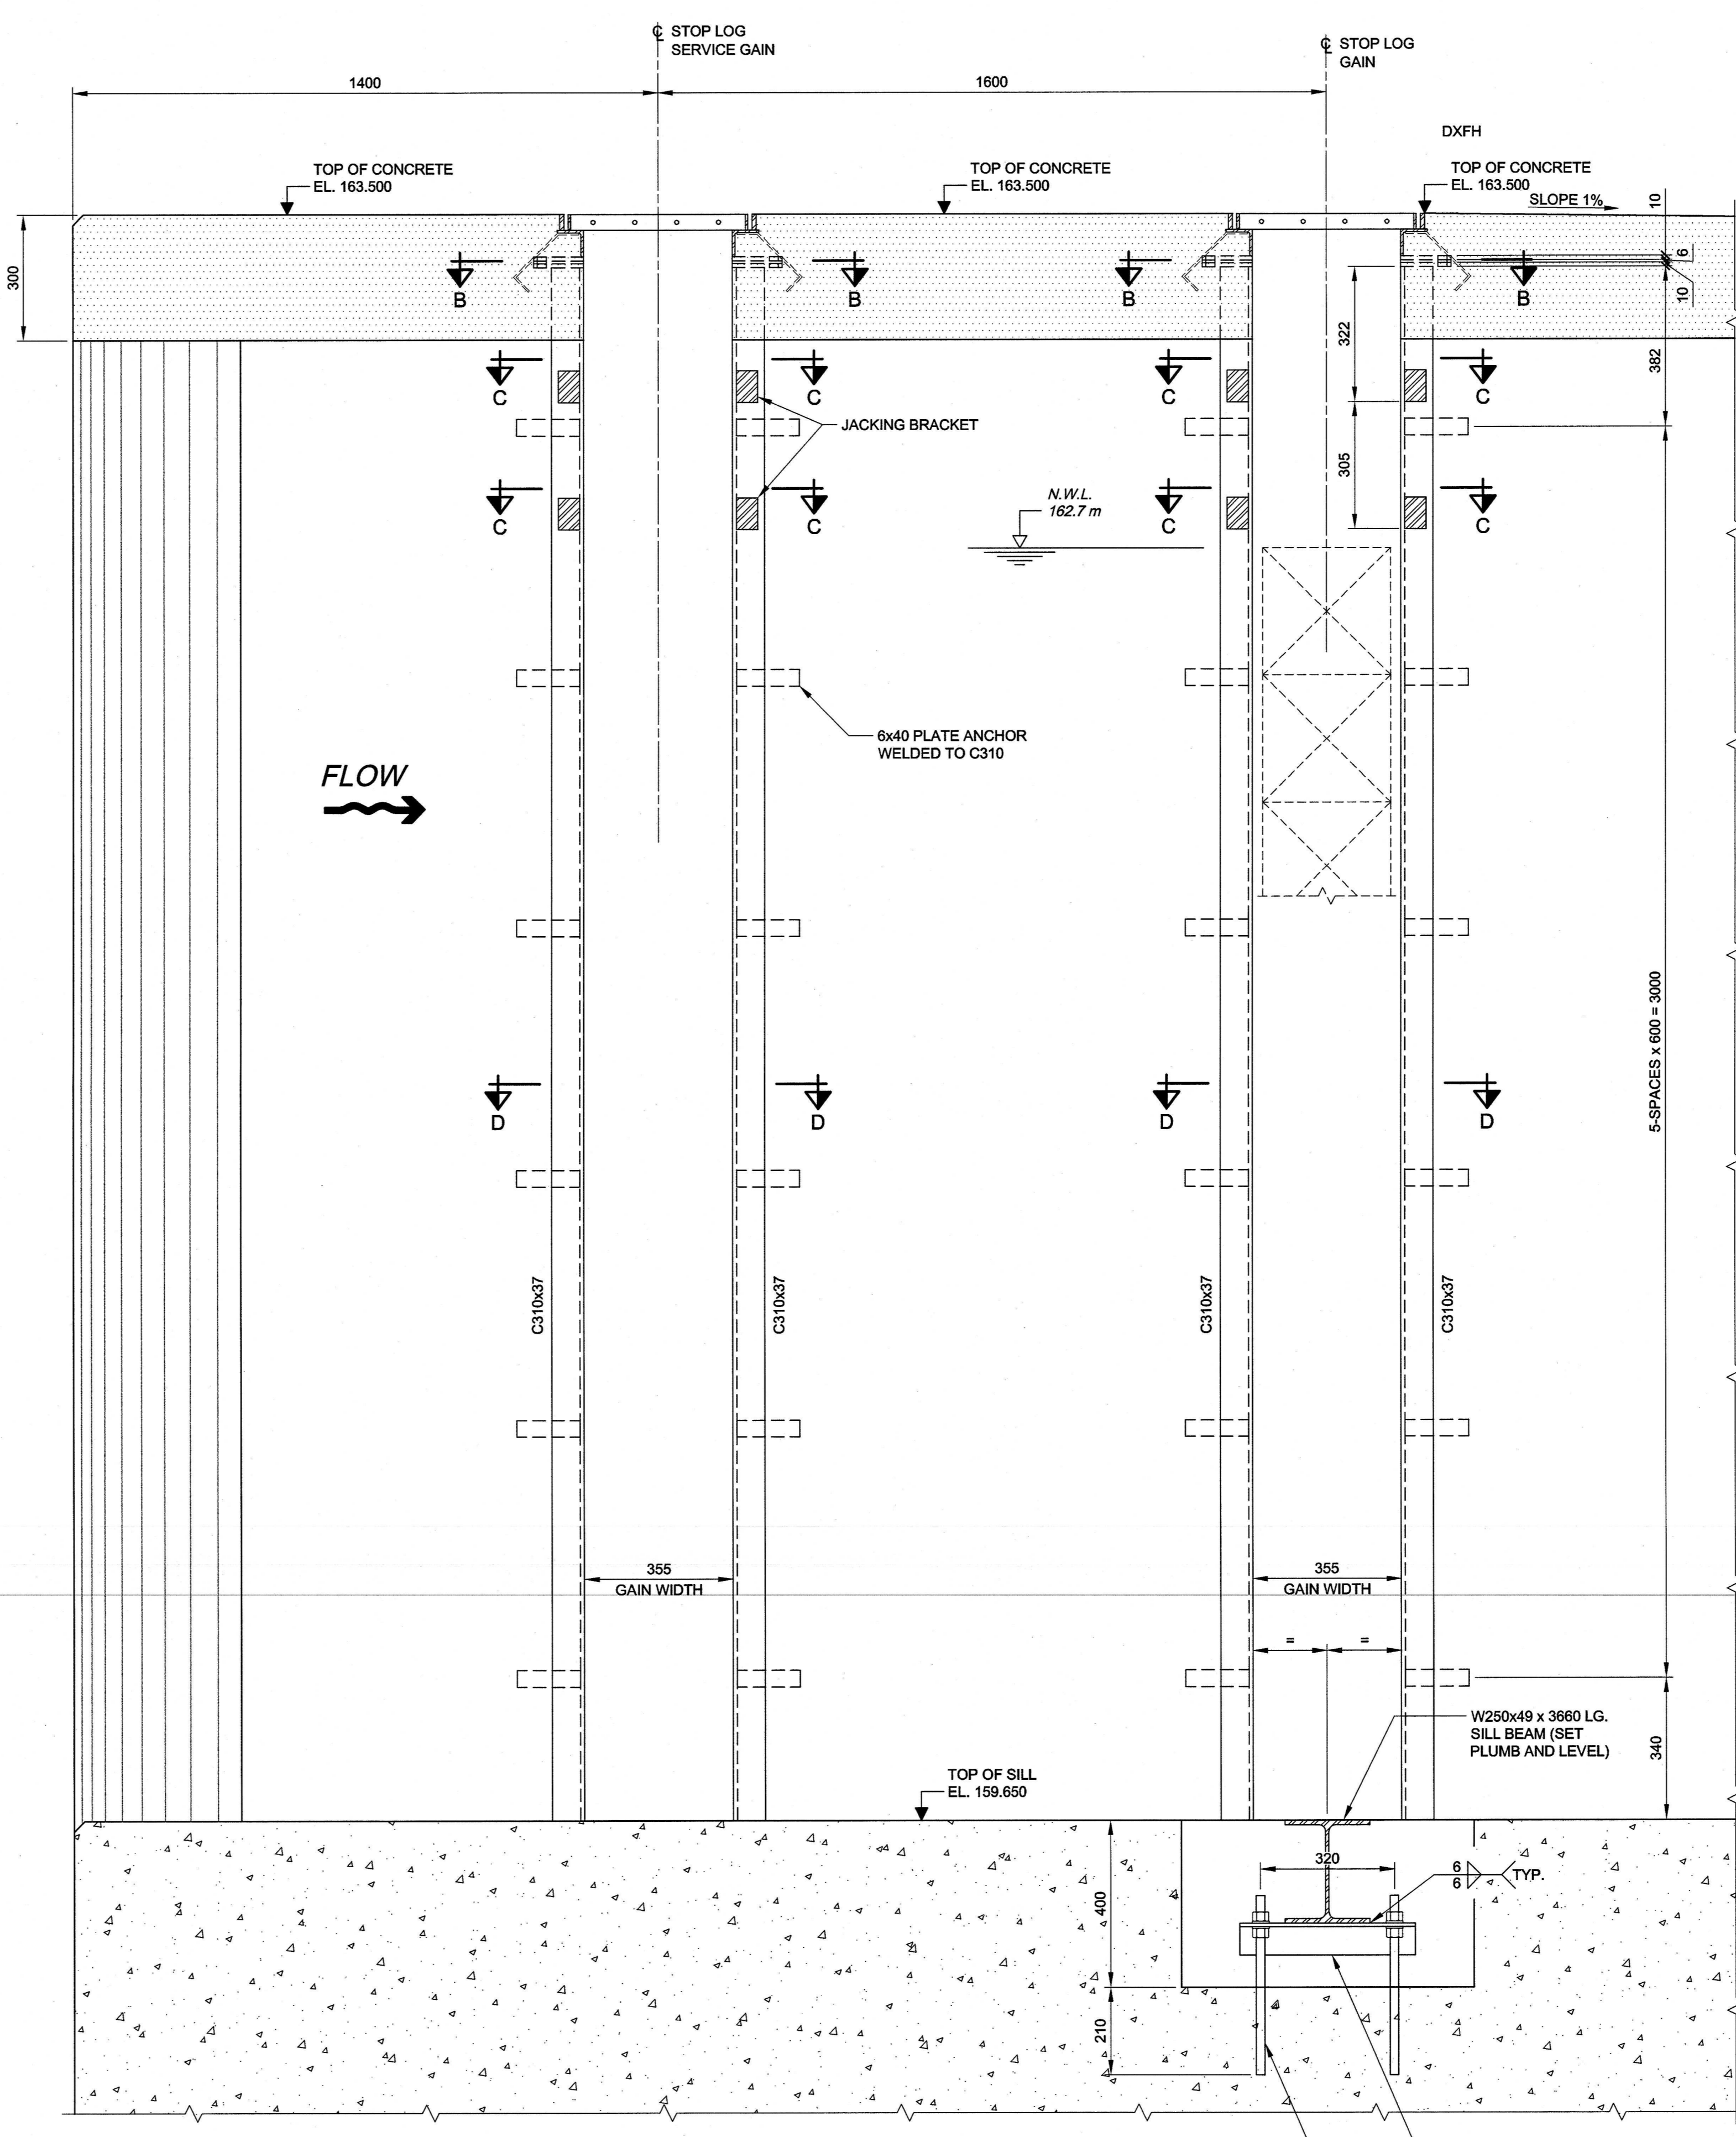 ℄ STOP LOG
SERVICE GAIN
℄ STOP LOG
GAIN
1400
1600
DXFH
TOP OF CONCRETE
EL. 163.500
TOP OF CONCRETE
EL. 163.500
TOP OF CONCRETE
EL. 163.500
SLOPE 1%
10
6
10
300
B
B
B
B
322
382
C
C
C
C
JACKING BRACKET
305
N.W.L.
162.7 m
C
C
C
C
6x40 PLATE ANCHOR
WELDED TO C310
FLOW
5-SPACES x 600 = 3000
D
D
D
D
C310x37
C310x37
C310x37
C310x37
355
GAIN WIDTH
355
GAIN WIDTH
=
=
W250x49 x 3660 LG.
SILL BEAM (SET
PLUMB AND LEVEL)
340
TOP OF SILL
EL. 159.650
320
6
6
TYP.
400
210